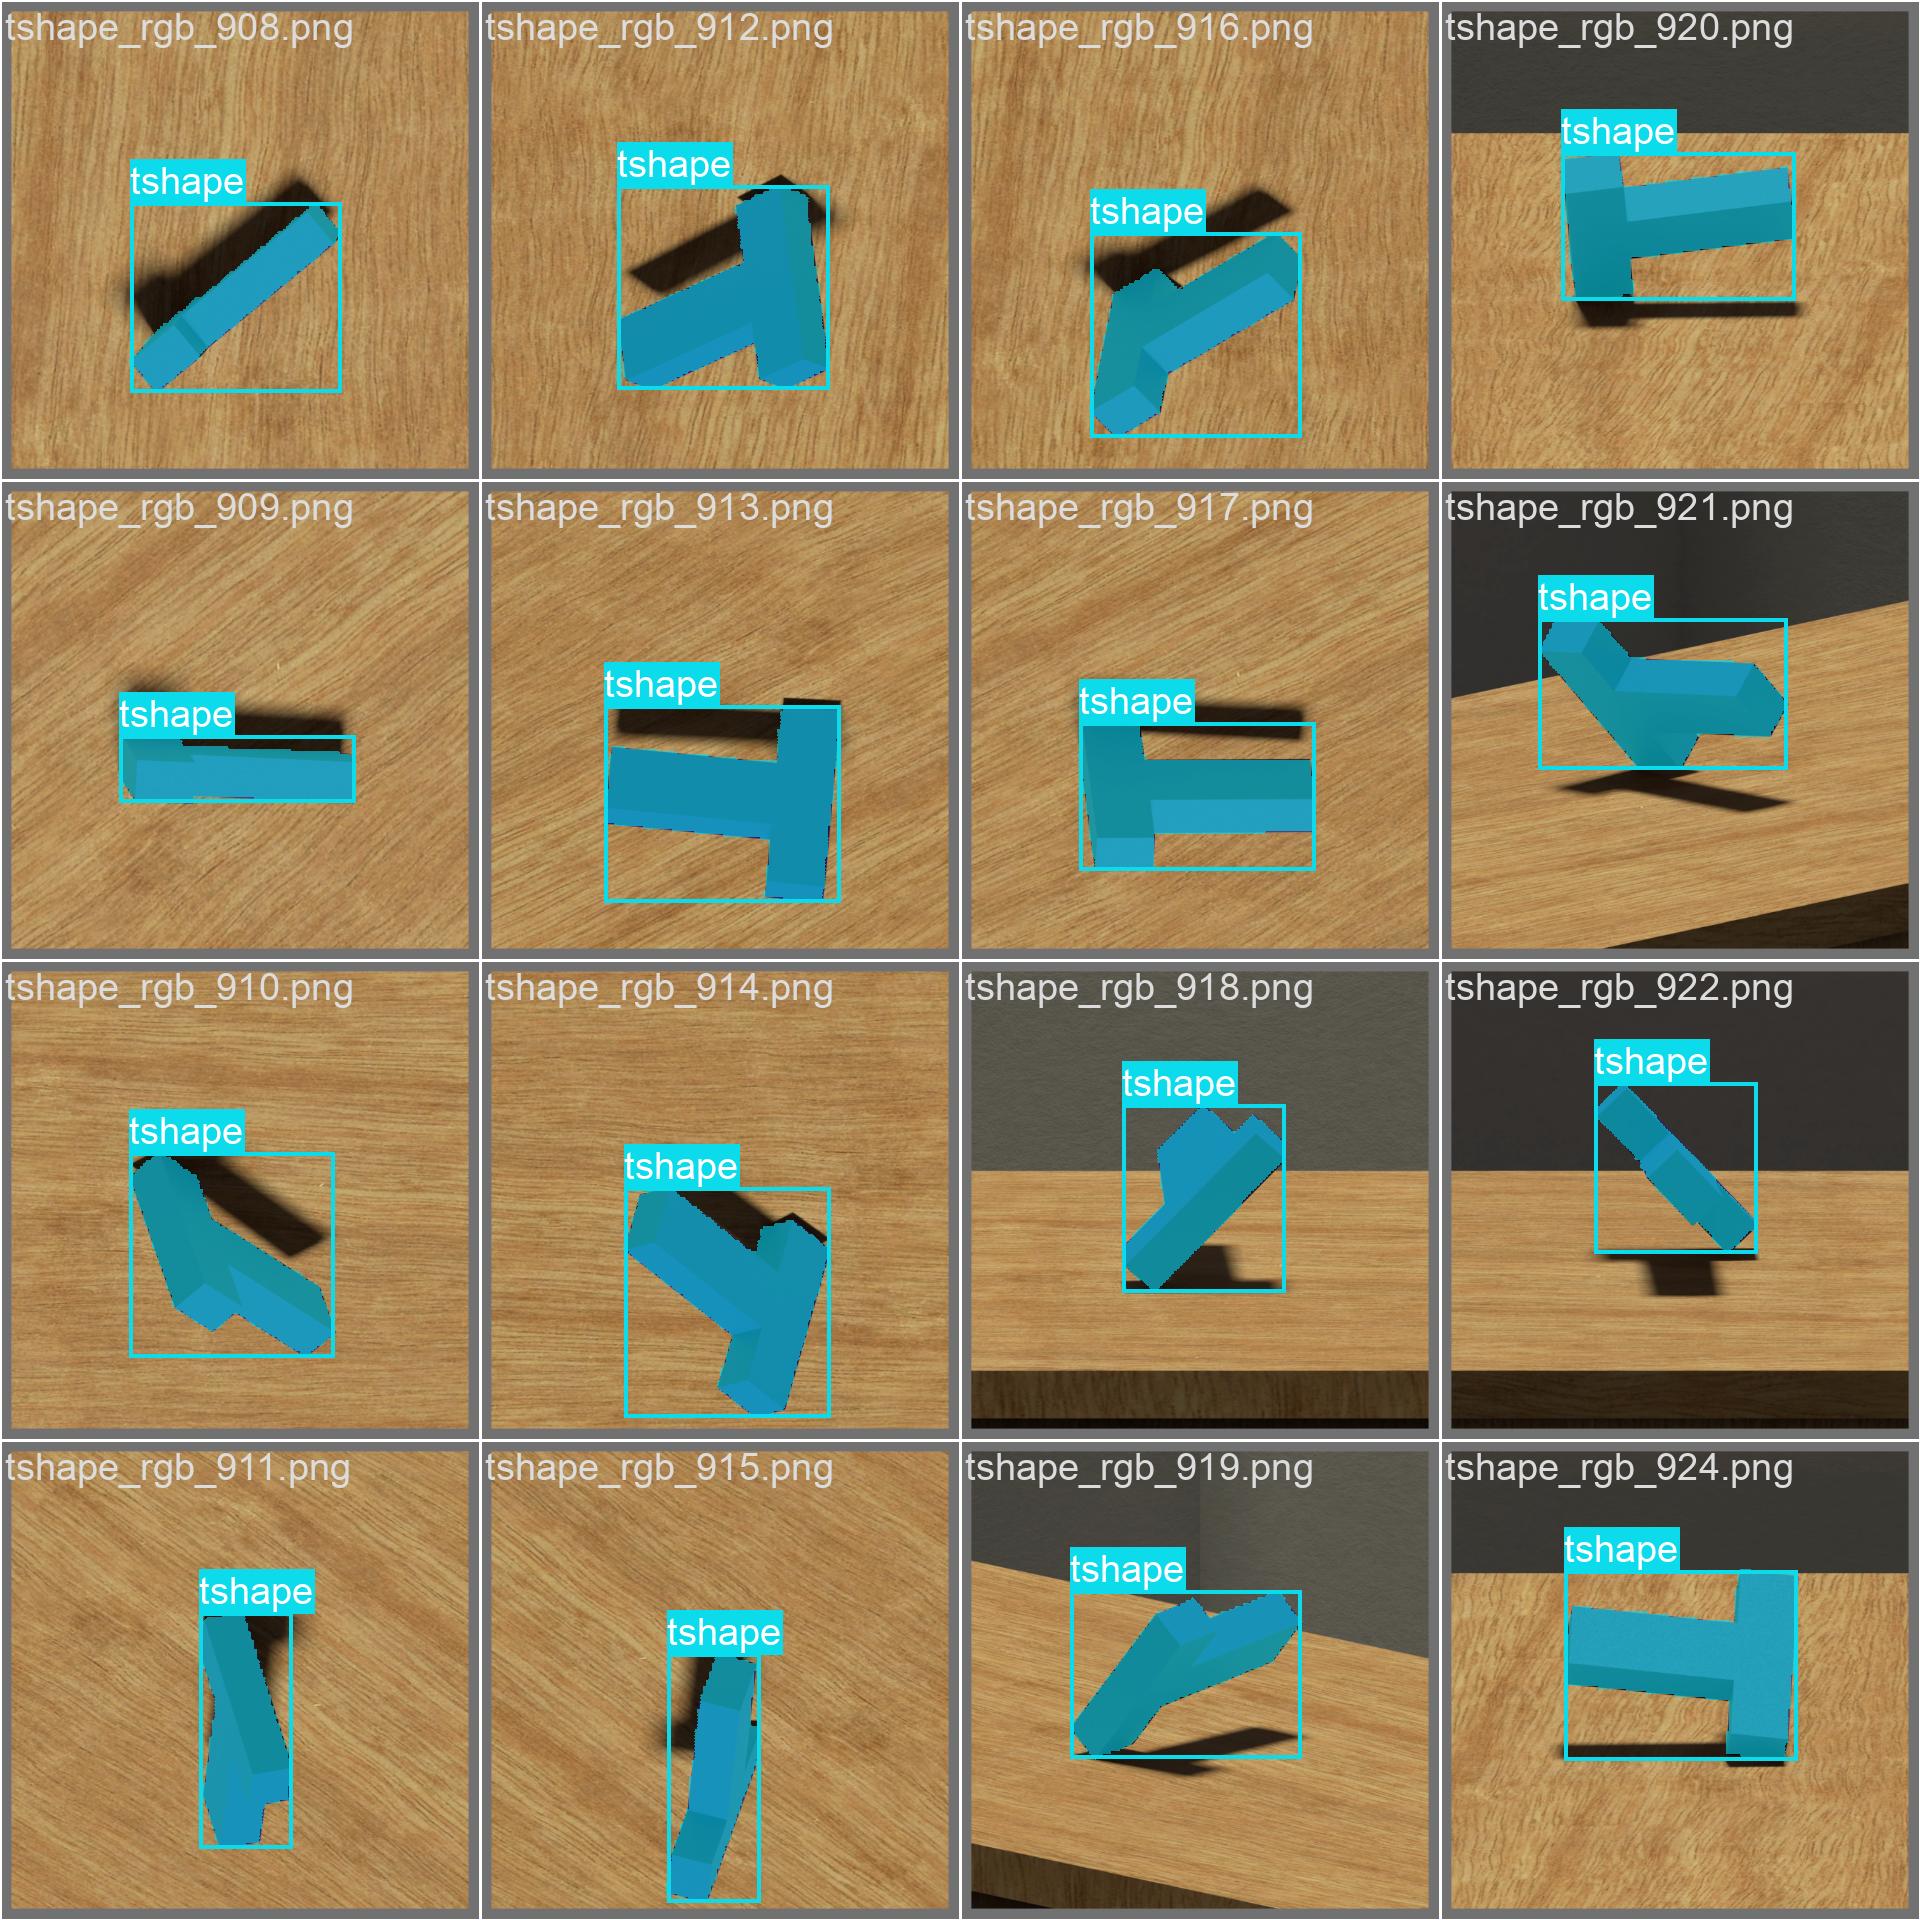 tshape_rgb_908.png
tshape
tshape_rgb_912.png
tshape
tshape_rgb_916.png
tshape
tshape_rgb_920.png
tshape
tshape_rgb_909.png
tshape
tshape_rgb_913.png
tshape
tshape_rgb_917.png
tshape
tshape_rgb_921.png
tshape
tshape_rgb_910.png
tshape
tshape_rgb_914.png
tshape
tshape_rgb_918.png
tshape
tshape_rgb_922.png
tshape
tshape_rgb_911.png
tshape
tshape_rgb_915.png
tshape
tshape_rgb_919.png
tshape
tshape_rgb_924.png
tshape